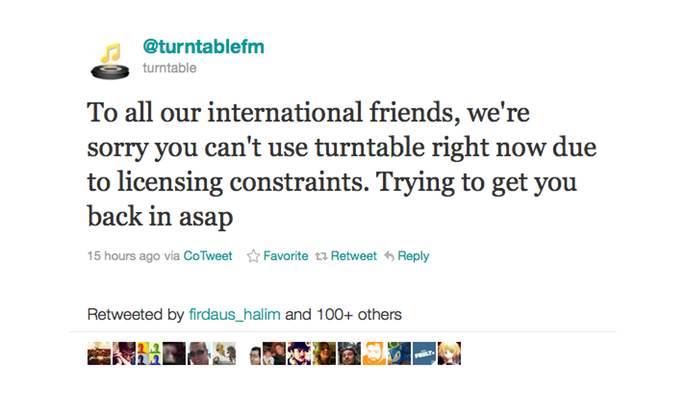 @turntablefm
turntable
To all our international friends, we're
sorry you can't use turntable right now due
to licensing constraints. Trying to get you
back in asap
15 hours ago via CoTweet Favorite Retweet Reply
Retweeted by firdaus_halim and 100+ others